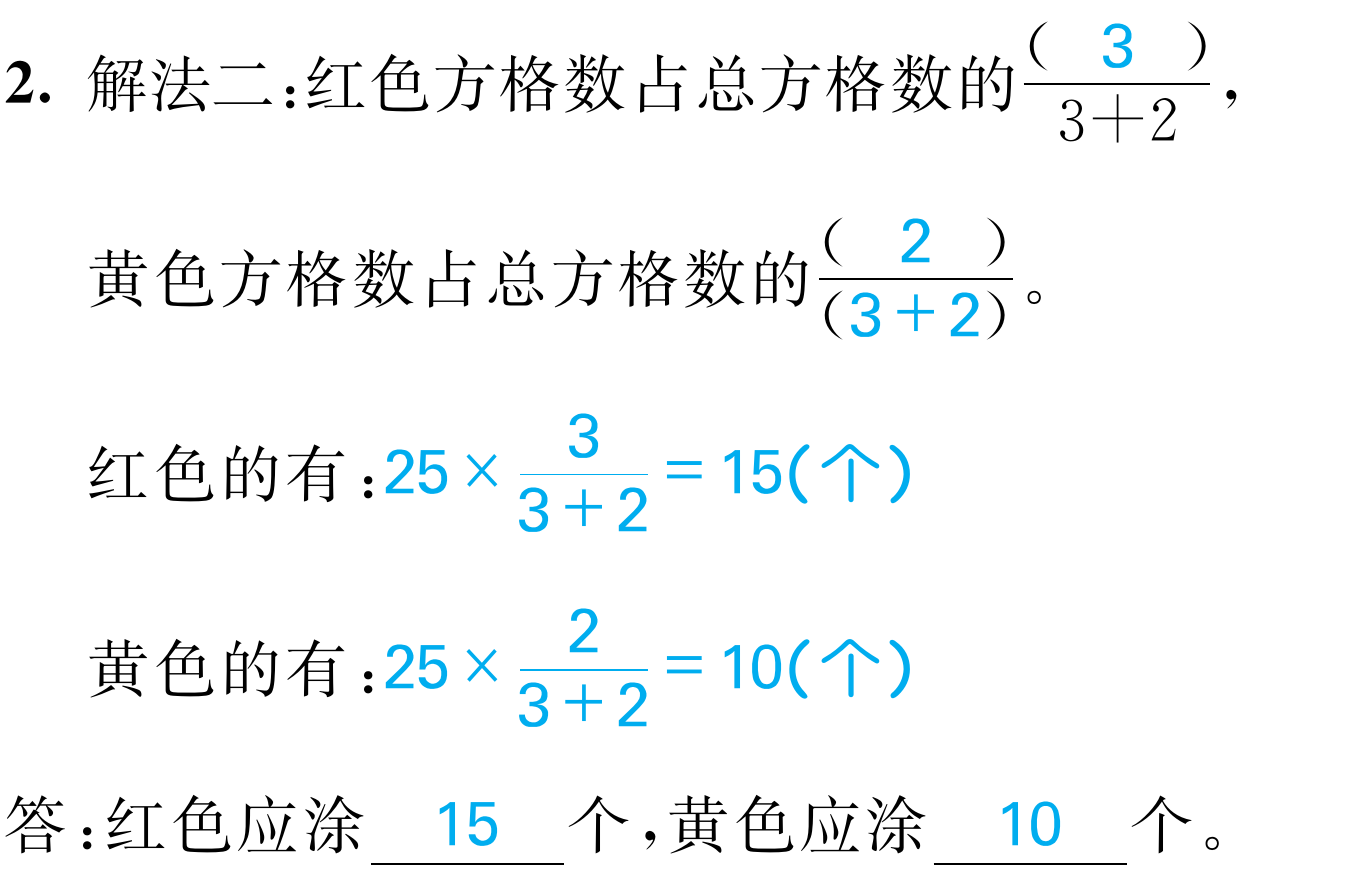 2. 解法二:红色方格数占总方格数的( 3 )/3+2,
黄色方格数占总方格数的( 2 )/(3+2)。
红色的有:25×3/3+2=15(个)
黄色的有:25×2/3+2=10(个)
答:红色应涂 15 个,黄色应涂 10 个。